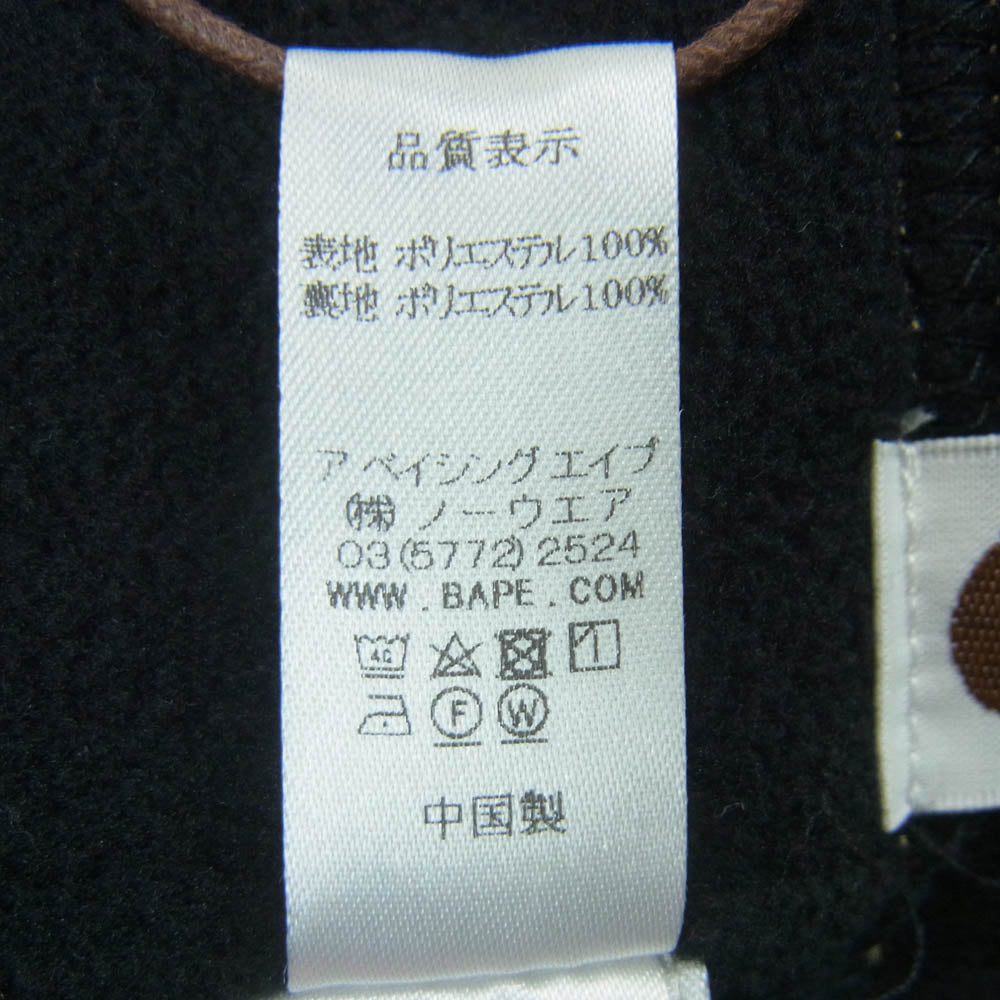 品質表示
表地 ポリエステル100%
裏地 ポリエステル100%
ア ベイシング エイプ
㈱ ノーウエア
03(5772)2524
WWW.BAPE.COM
40
F W
中国製